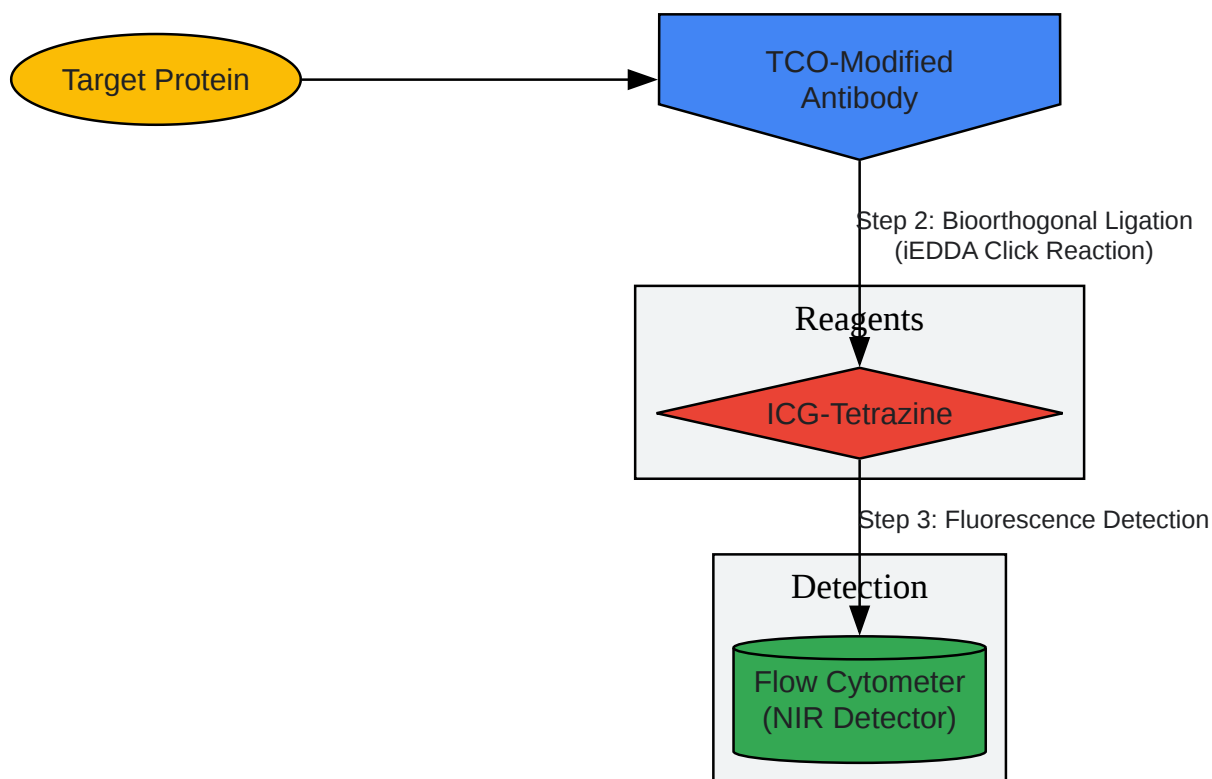 Target Protein
TCO-Modified
Antibody
Step 2: Bioorthogonal Ligation
(iEDDA Click Reaction)
Reagents
ICG-Tetrazine
Step 3: Fluorescence Detection
Detection
Flow Cytometer
(NIR Detector)